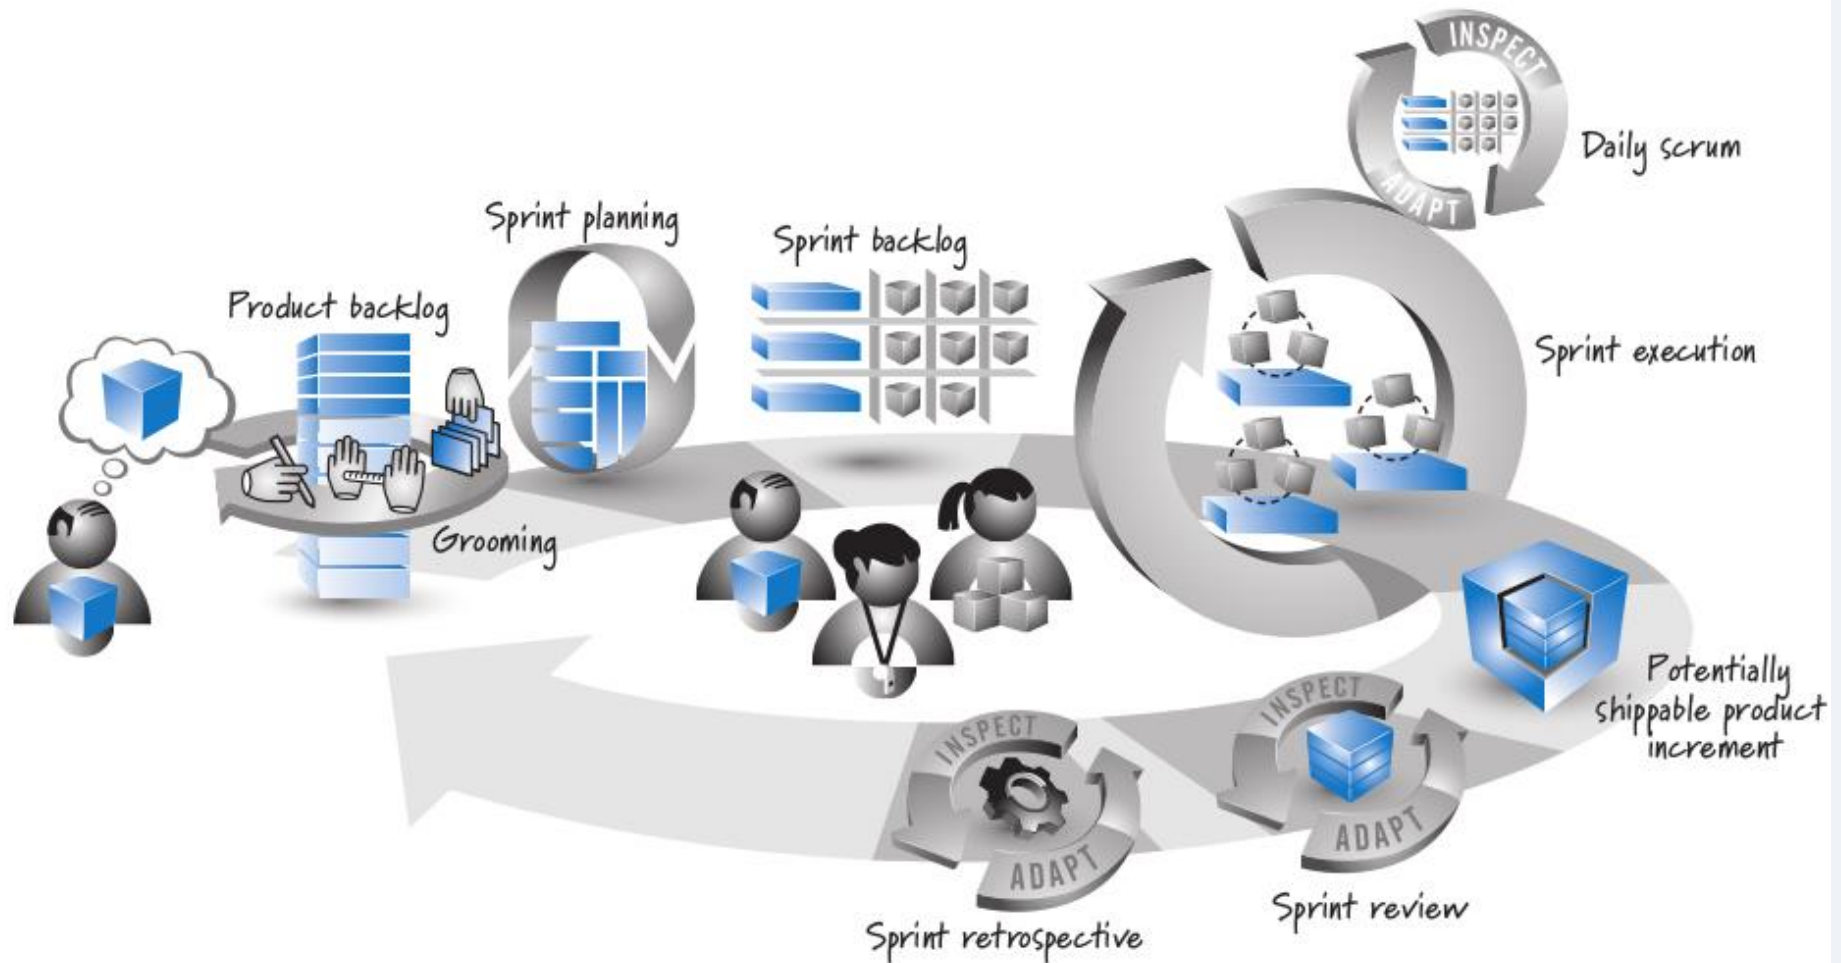 INSPECT
ADAPT
Daily scrum
Sprint planning
Sprint backlog
Product backlog
Sprint execution
Grooming
Potentially
shippable product
increment
INSPECT
ADAPT
Sprint review
INSPECT
ADAPT
Sprint retrospective